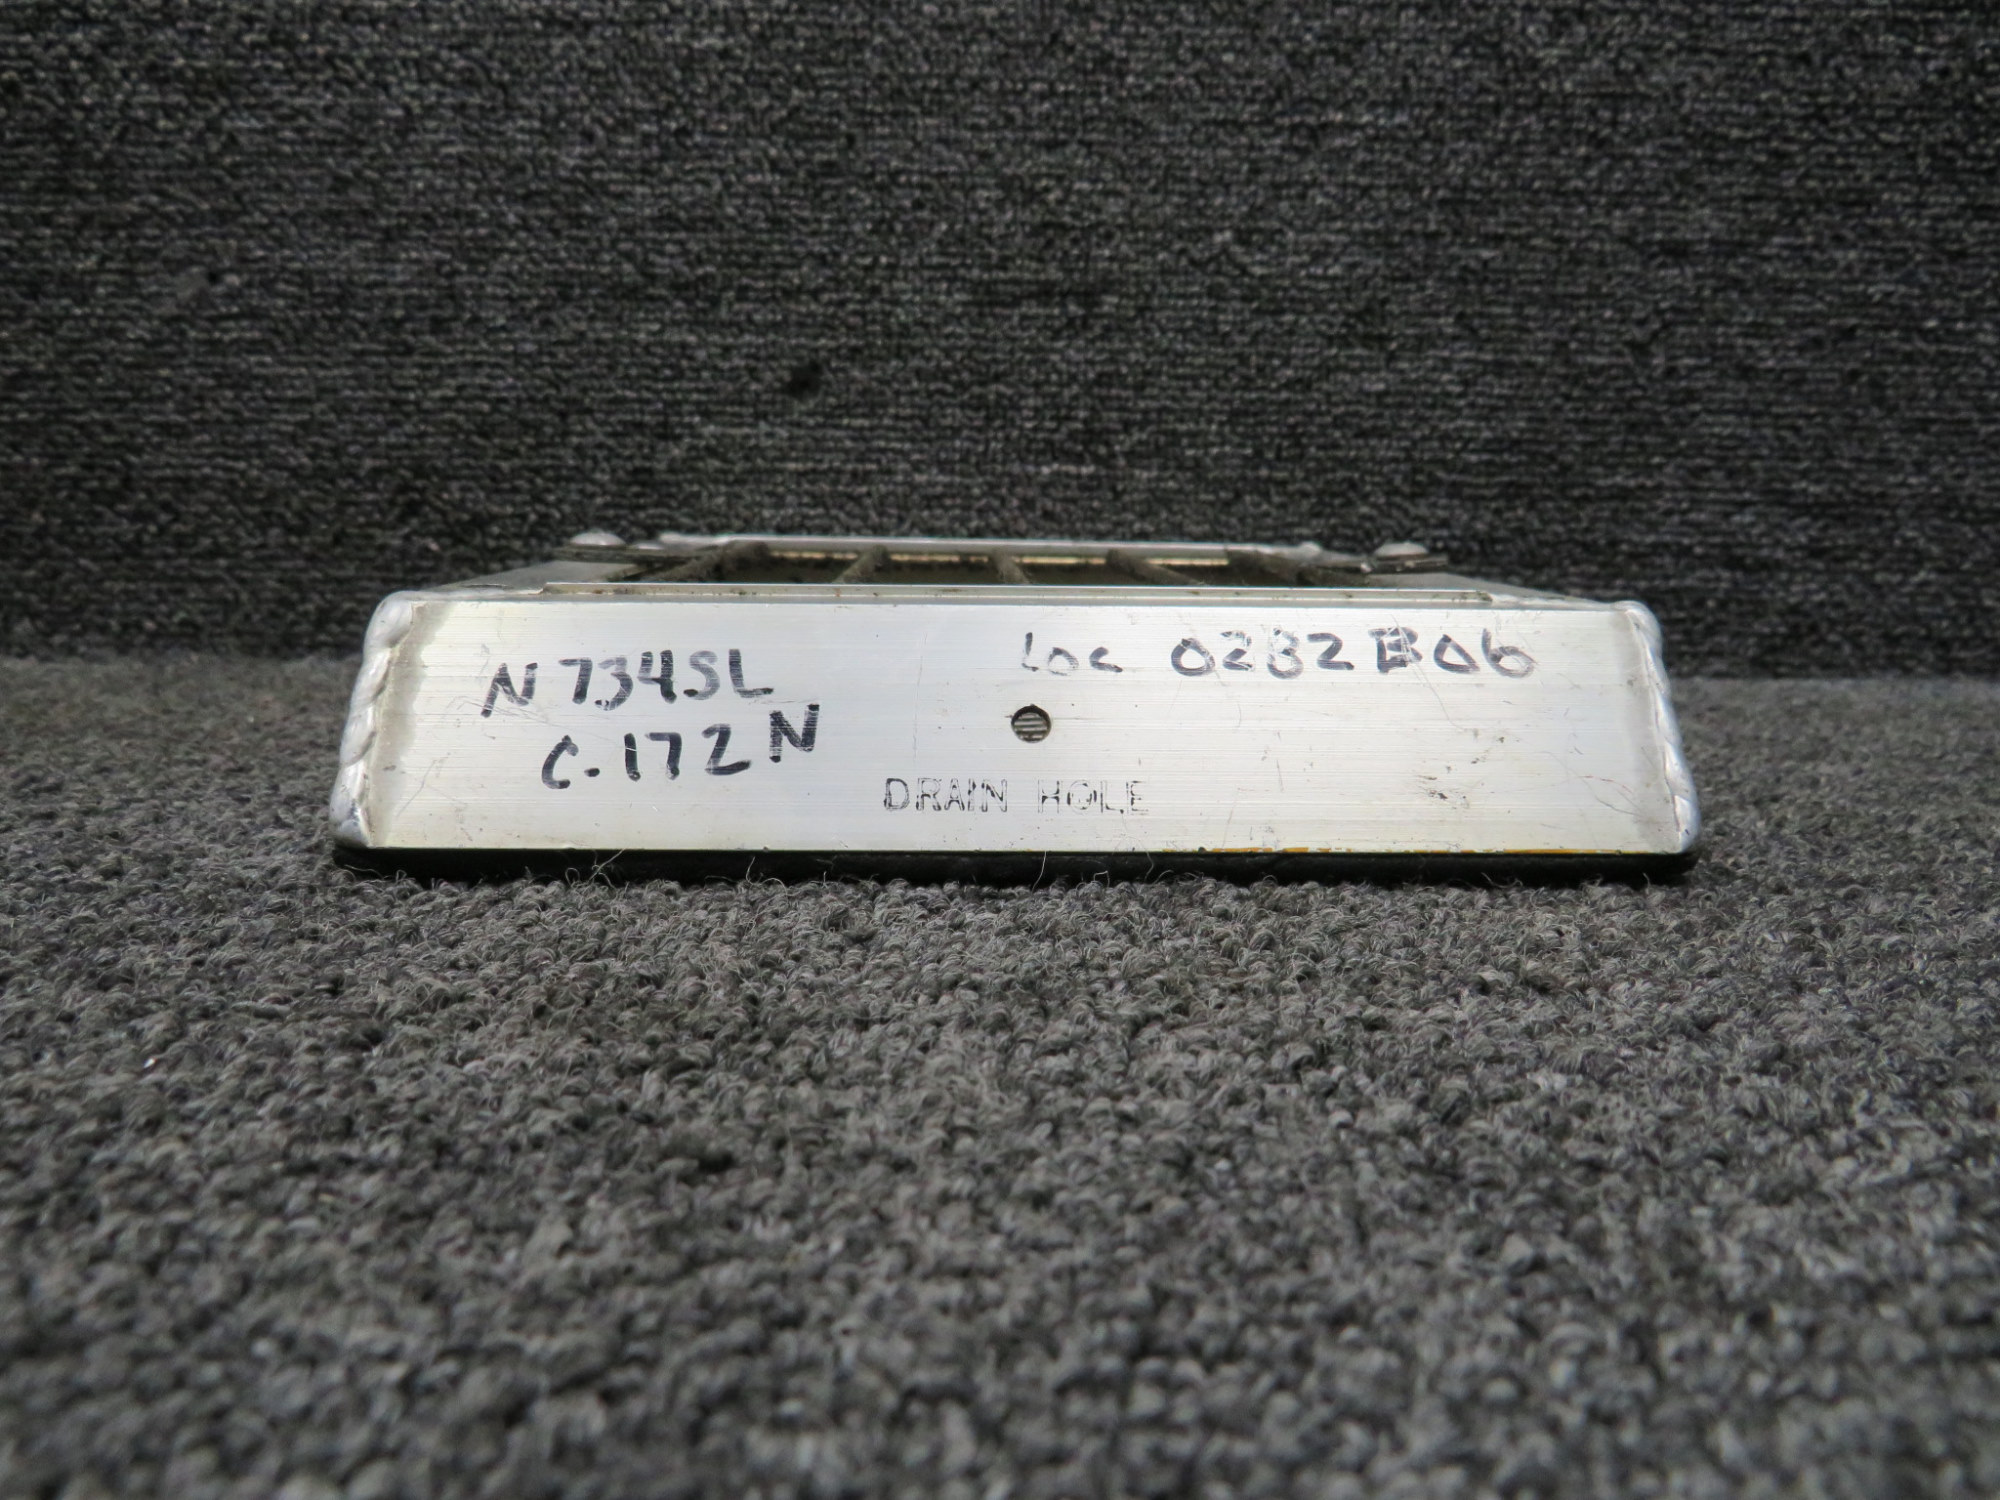 N734SL
C-172N
Loc 0282B06
DRAIN HOLE